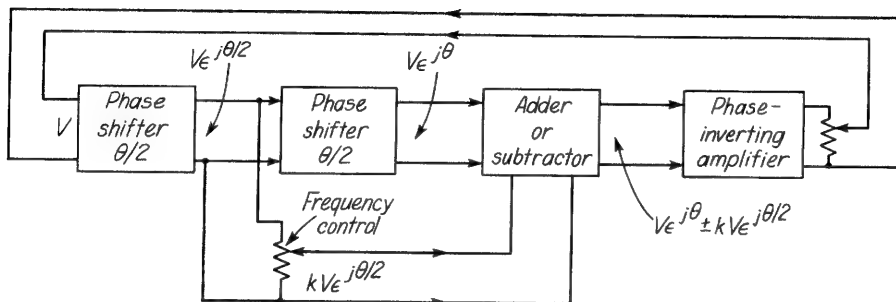 Vϵ^jθ/2
Vϵ^jθ
V
Phase
shifter
θ/2
Phase
shifter
θ/2
Adder
or
subtractor
Phase-
inverting
amplifier
Frequency
control
kVϵ^jθ/2
Vϵ^jθ ± kVϵ^jθ/2